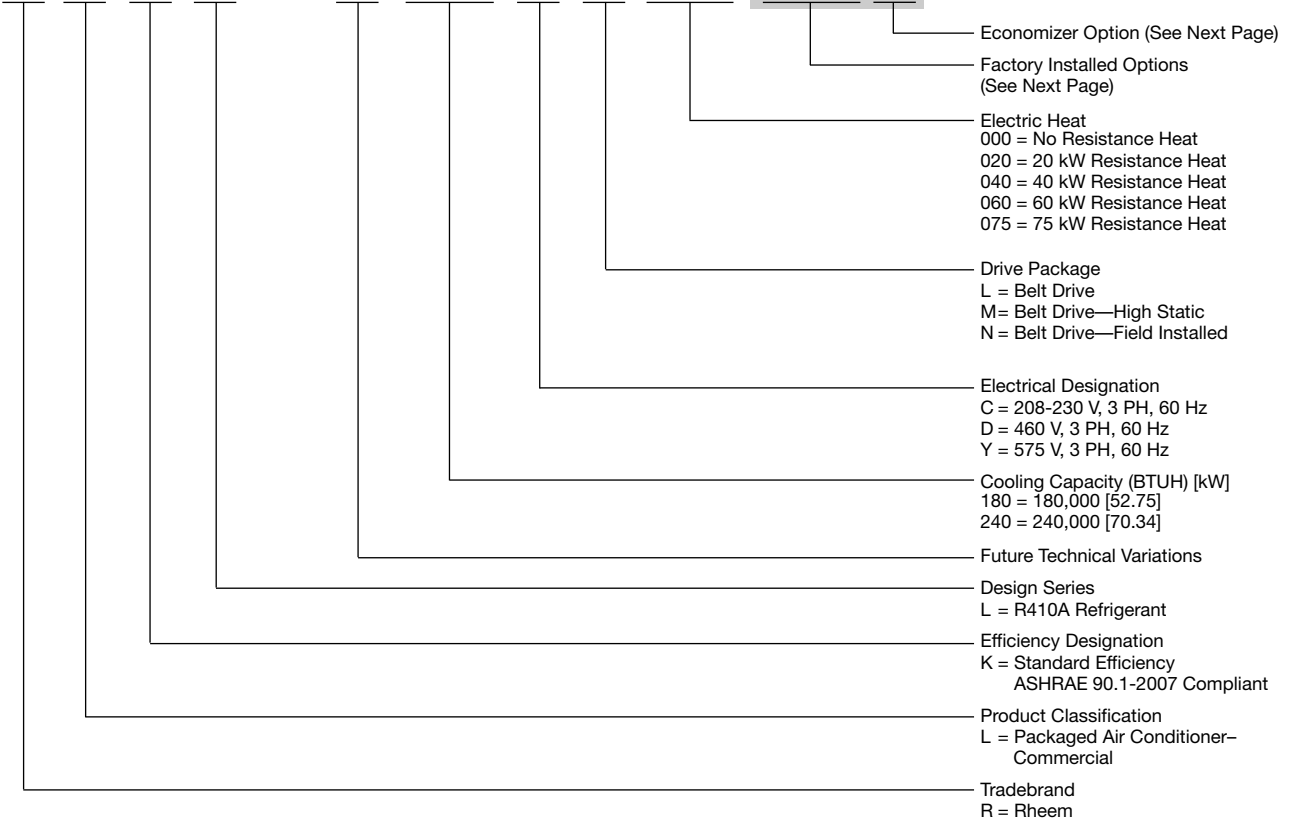 Economizer Option (See Next Page)
Factory Installed Options
(See Next Page)
Electric Heat
000 = No Resistance Heat
020 = 20 kW Resistance Heat
040 = 40 kW Resistance Heat
060 = 60 kW Resistance Heat
075 = 75 kW Resistance Heat
Drive Package
L = Belt Drive
M= Belt Drive—High Static
N = Belt Drive—Field Installed
Electrical Designation
C = 208-230 V, 3 PH, 60 Hz
D = 460 V, 3 PH, 60 Hz
Y = 575 V, 3 PH, 60 Hz
Cooling Capacity (BTUH) [kW]
180 = 180,000 [52.75]
240 = 240,000 [70.34]
Future Technical Variations
Design Series
L = R410A Refrigerant
Efficiency Designation
K = Standard Efficiency
ASHRAE 90.1-2007 Compliant
Product Classification
L = Packaged Air Conditioner–
Commercial
Tradebrand
R = Rheem